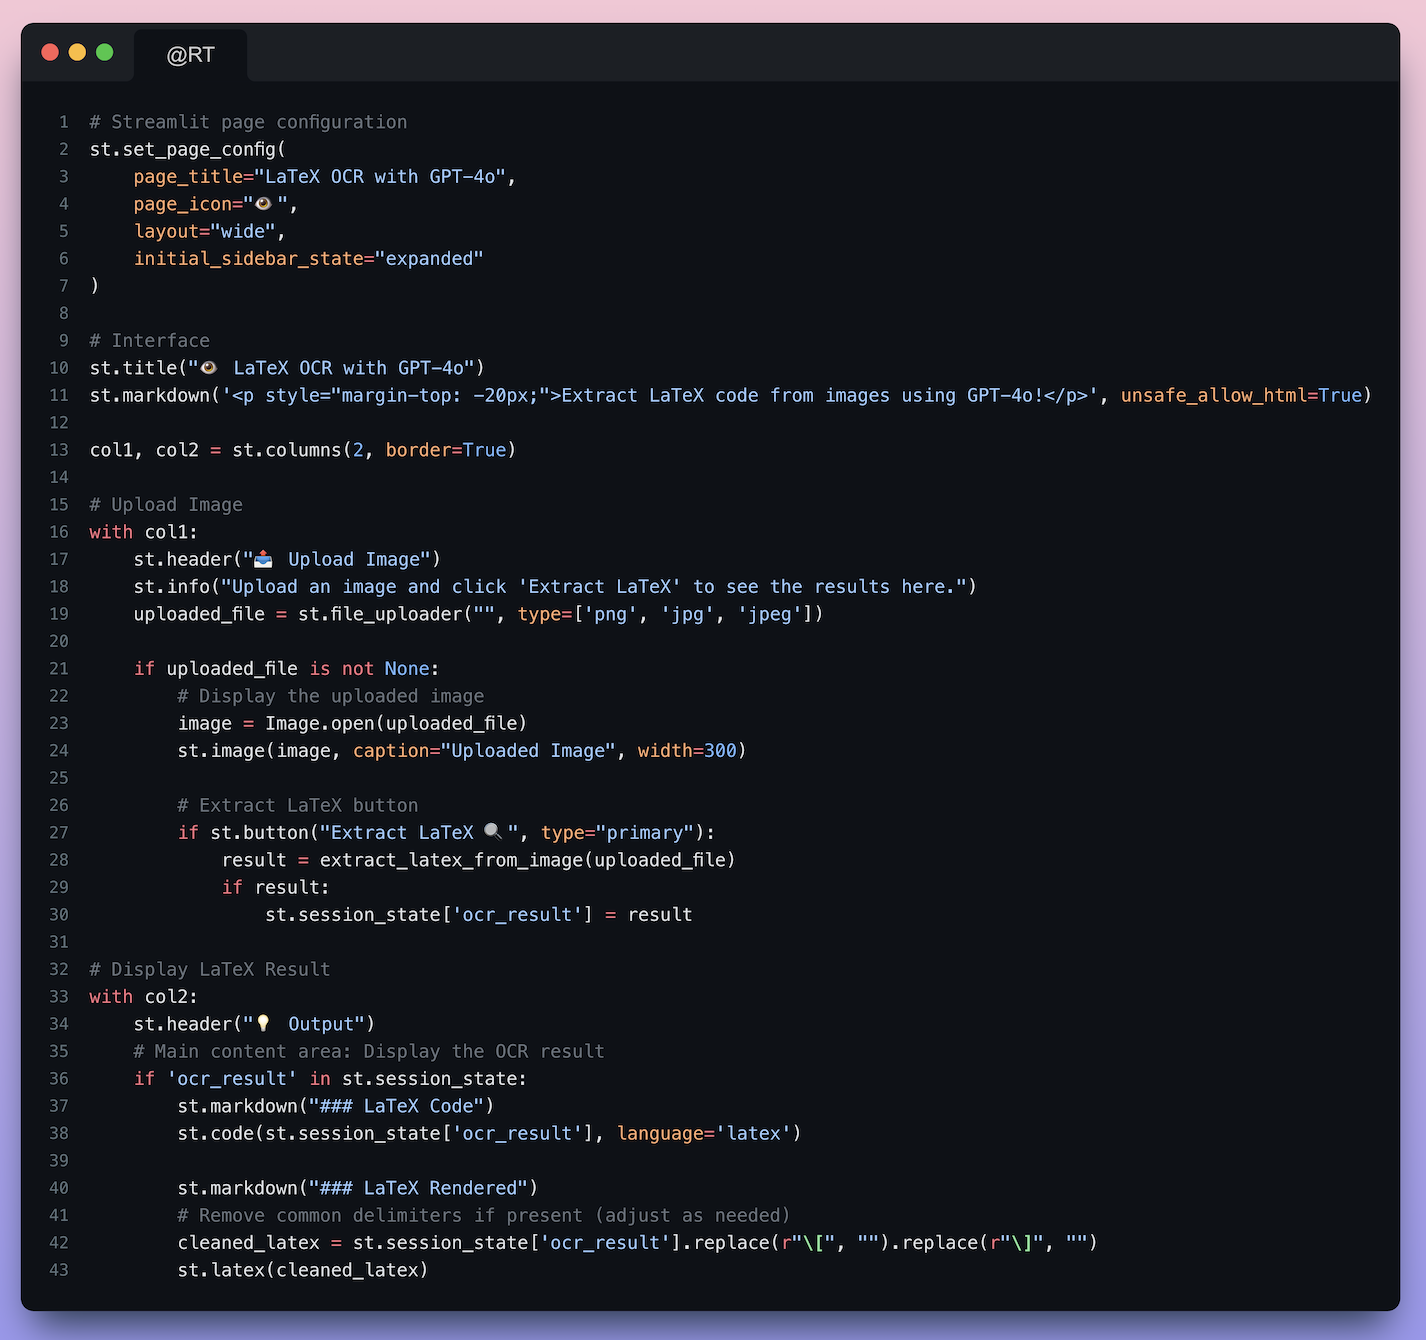 @RT
1 # Streamlit page configuration
2 st.set_page_config(
3     page_title="LaTeX OCR with GPT-4o",
4     page_icon="👁️",
5     layout="wide",
6     initial_sidebar_state="expanded"
7 )
8
9 # Interface
10 st.title("👁️ LaTeX OCR with GPT-4o")
11 st.markdown('<p style="margin-top: -20px;">Extract LaTeX code from images using GPT-4o!</p>', unsafe_allow_html=True)
12
13 col1, col2 = st.columns(2, border=True)
14
15 # Upload Image
16 with col1:
17     st.header("📤 Upload Image")
18     st.info("Upload an image and click 'Extract LaTeX' to see the results here.")
19     uploaded_file = st.file_uploader("", type=['png', 'jpg', 'jpeg'])
20
21     if uploaded_file is not None:
22         # Display the uploaded image
23         image = Image.open(uploaded_file)
24         st.image(image, caption="Uploaded Image", width=300)
25
26         # Extract LaTeX button
27         if st.button("Extract LaTeX 🔍", type="primary"):
28             result = extract_latex_from_image(uploaded_file)
29             if result:
30                 st.session_state['ocr_result'] = result
31
32 # Display LaTeX Result
33 with col2:
34     st.header("💡 Output")
35     # Main content area: Display the OCR result
36     if 'ocr_result' in st.session_state:
37         st.markdown("### LaTeX Code")
38         st.code(st.session_state['ocr_result'], language='latex')
39
40         st.markdown("### LaTeX Rendered")
41         # Remove common delimiters if present (adjust as needed)
42         cleaned_latex = st.session_state['ocr_result'].replace(r"\[", "").replace(r"\]", "")
43         st.latex(cleaned_latex)